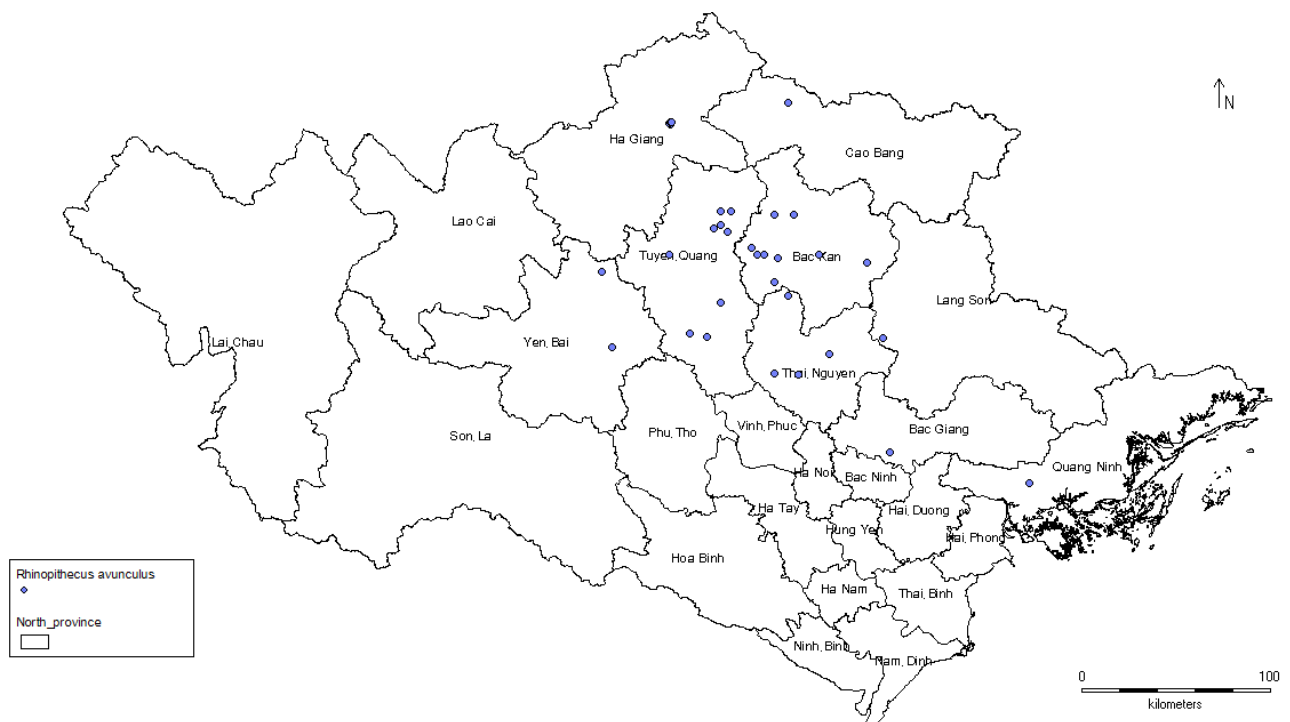 N
Ha Giang
Cao Bang
Lao Cai
Tuyen, Quang
Bac Kan
Lang Son
Lai Chau
Yen, Bai
Thai, Nguyen
Son, La
Phu, Tho
Vinh, Phuc
Bac Giang
Ha Noi
Bac Ninh
Quang Ninh
Ha Tay
Hai, Duong
Hung Yen
Hai, Phong
Hoa Binh
Ha Nam
Thai, Binh
Ninh, Binh
Nam, Dinh
Rhinopithecus avunculus
North_province
0 100
kilometers